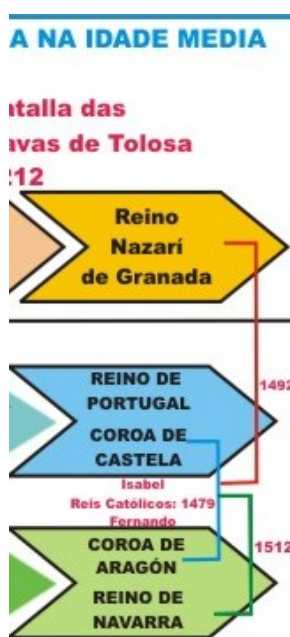 A NA IDADE MEDIA
atalla das
avas de Tolosa
212
Reino
Nazarí
de Granada
REINO DE
PORTUGAL
1492
COROA DE
CASTELA
Isabel
Reis Católicos: 1479
Fernando
COROA DE
ARAGÓN
1512
REINO DE
NAVARRA